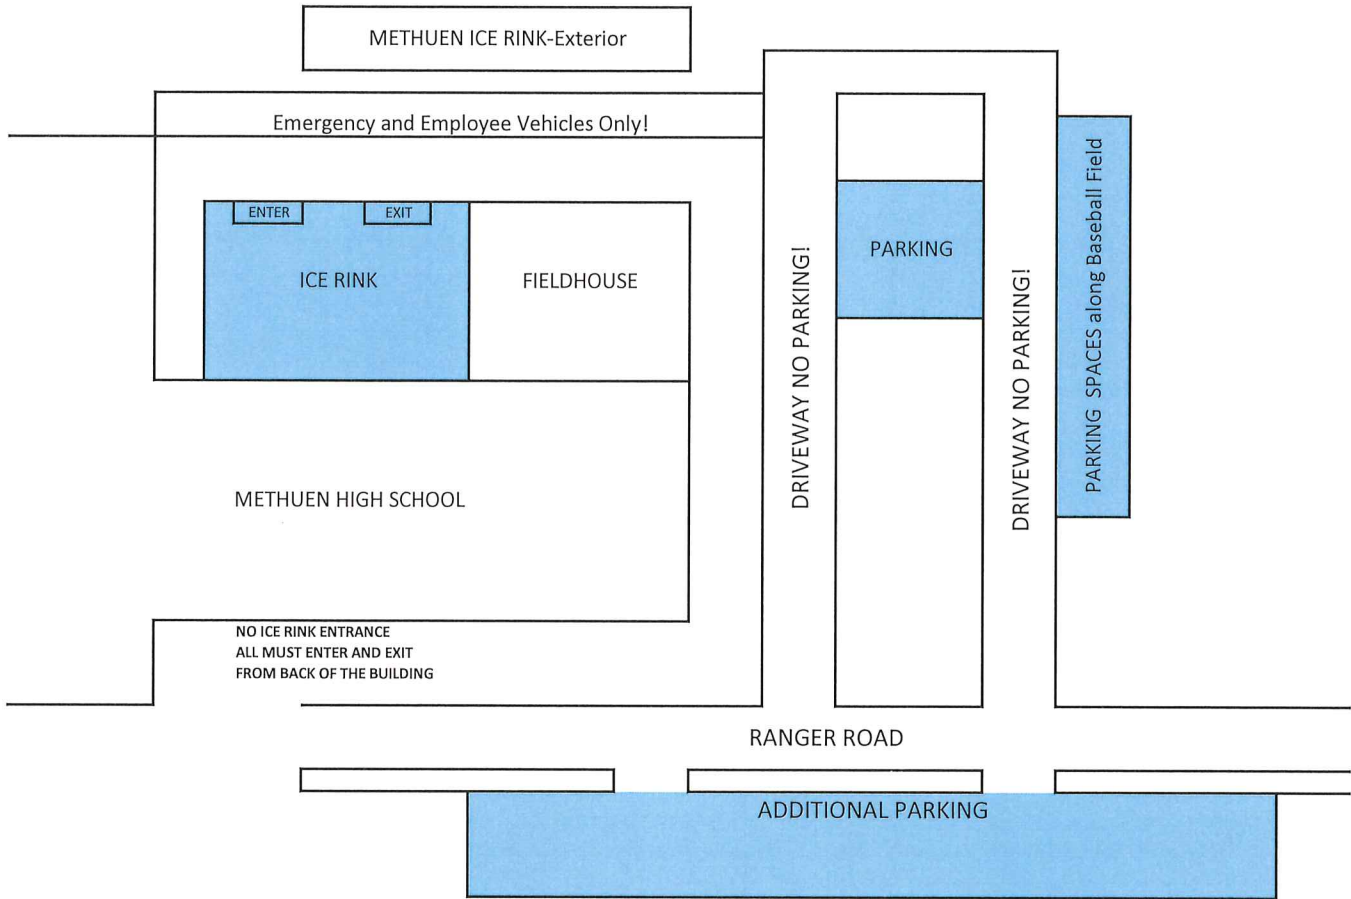 METHUEN ICE RINK-Exterior
Emergency and Employee Vehicles Only!
ENTER
EXIT
ICE RINK
FIELDHOUSE
PARKING
DRIVEWAY NO PARKING!
DRIVEWAY NO PARKING!
PARKING SPACES along Baseball Field
METHUEN HIGH SCHOOL
NO ICE RINK ENTRANCE
ALL MUST ENTER AND EXIT
FROM BACK OF THE BUILDING
RANGER ROAD
ADDITIONAL PARKING